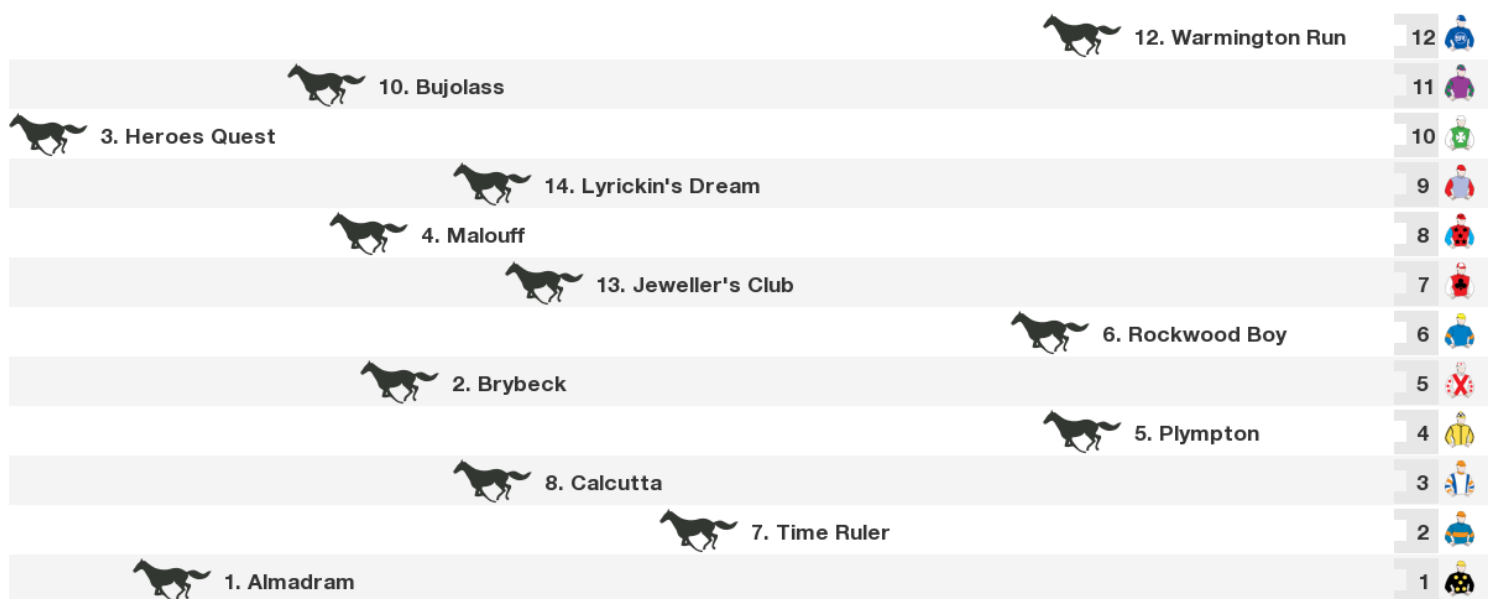 12. Warmington Run 12
10. Bujolass 11
3. Heroes Quest 10
14. Lyrickin's Dream 9
4. Malouff 8
13. Jeweller's Club 7
6. Rockwood Boy 6
2. Brybeck 5
5. Plympton 4
8. Calcutta 3
7. Time Ruler 2
1. Almadram 1